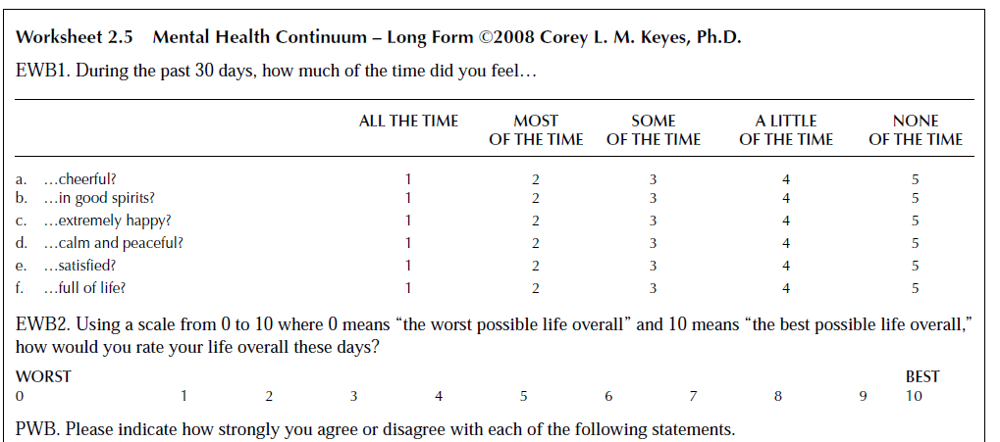 Worksheet 2.5 Mental Health Continuum – Long Form ©2008 Corey L. M. Keyes, Ph.D.
EWB1. During the past 30 days, how much of the time did you feel…
ALL THE TIME MOST OF THE TIME SOME OF THE TIME A LITTLE OF THE TIME NONE OF THE TIME
a. …cheerful? 1 2 3 4 5
b. …in good spirits? 1 2 3 4 5
c. …extremely happy? 1 2 3 4 5
d. …calm and peaceful? 1 2 3 4 5
e. …satisfied? 1 2 3 4 5
f. …full of life? 1 2 3 4 5
EWB2. Using a scale from 0 to 10 where 0 means “the worst possible life overall” and 10 means “the best possible life overall,”
how would you rate your life overall these days?
WORST BEST
0 1 2 3 4 5 6 7 8 9 10
PWB. Please indicate how strongly you agree or disagree with each of the following statements.